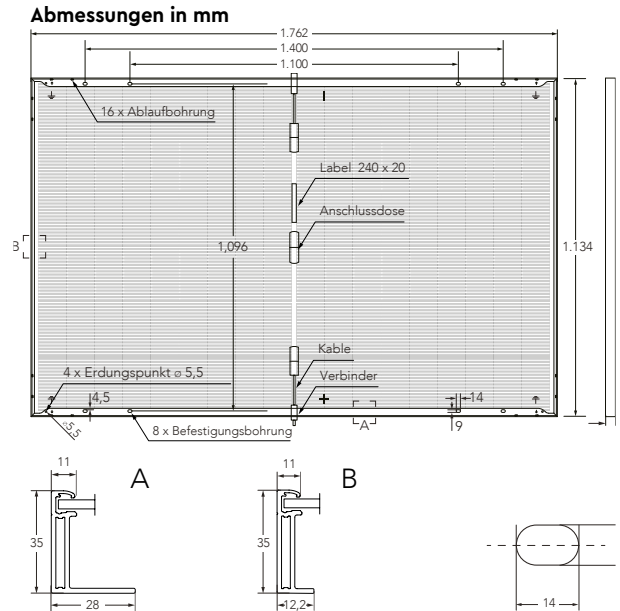 Abmessungen in mm
1.762
1.400
1.100
16 x Ablaufbohrung
Label 240 x 20
Anschlussdose
B
1,096
1.134
Kable
4 x Erdungspunkt ø 5,5
Verbinder
4,5
14
+
A
9
ø5,5
8 x Befestigungsbohrung
11
A
11
B
35
35
28
12,2
14